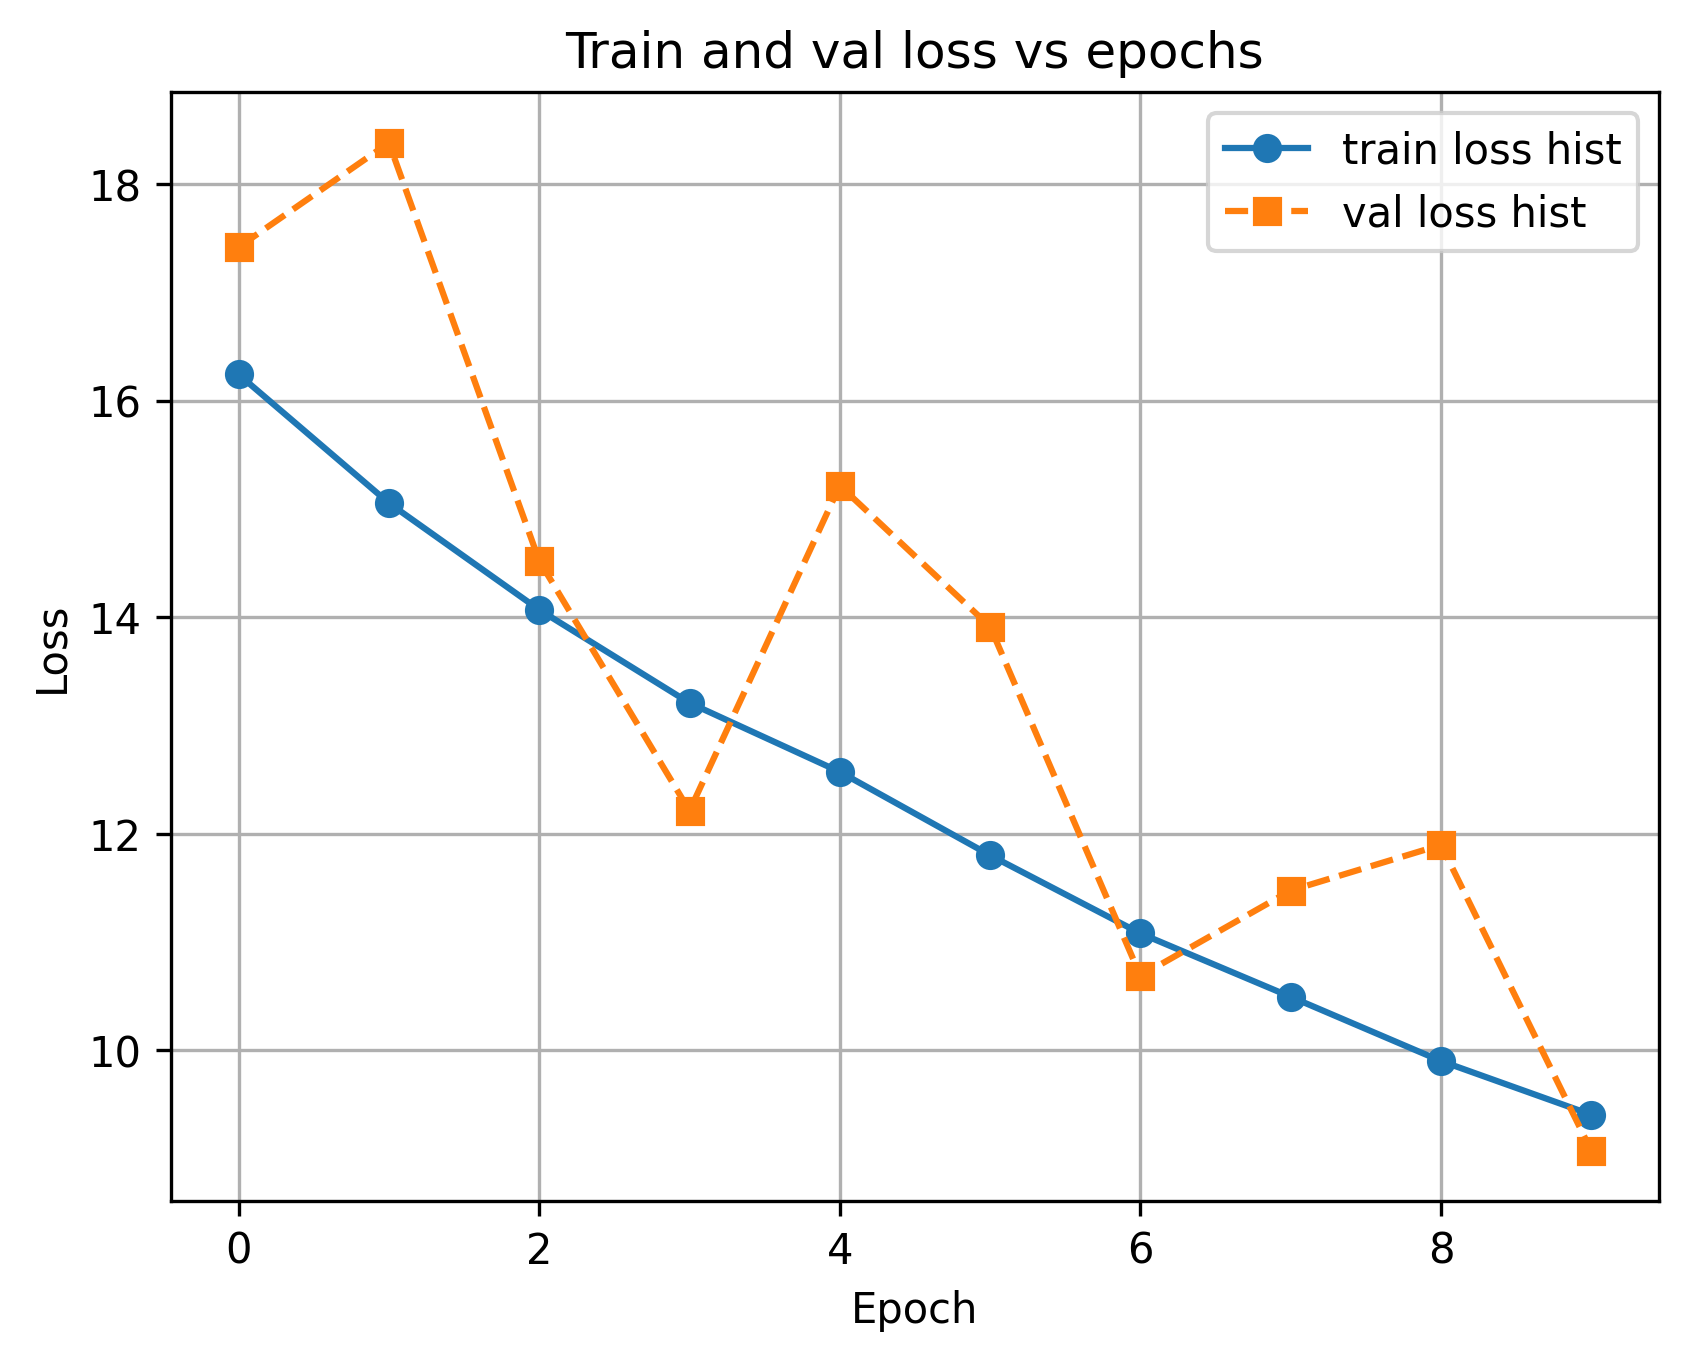 Train and val loss vs epochs
train loss hist
val loss hist
18
16
14
12
10
Loss
0 2 4 6 8
Epoch